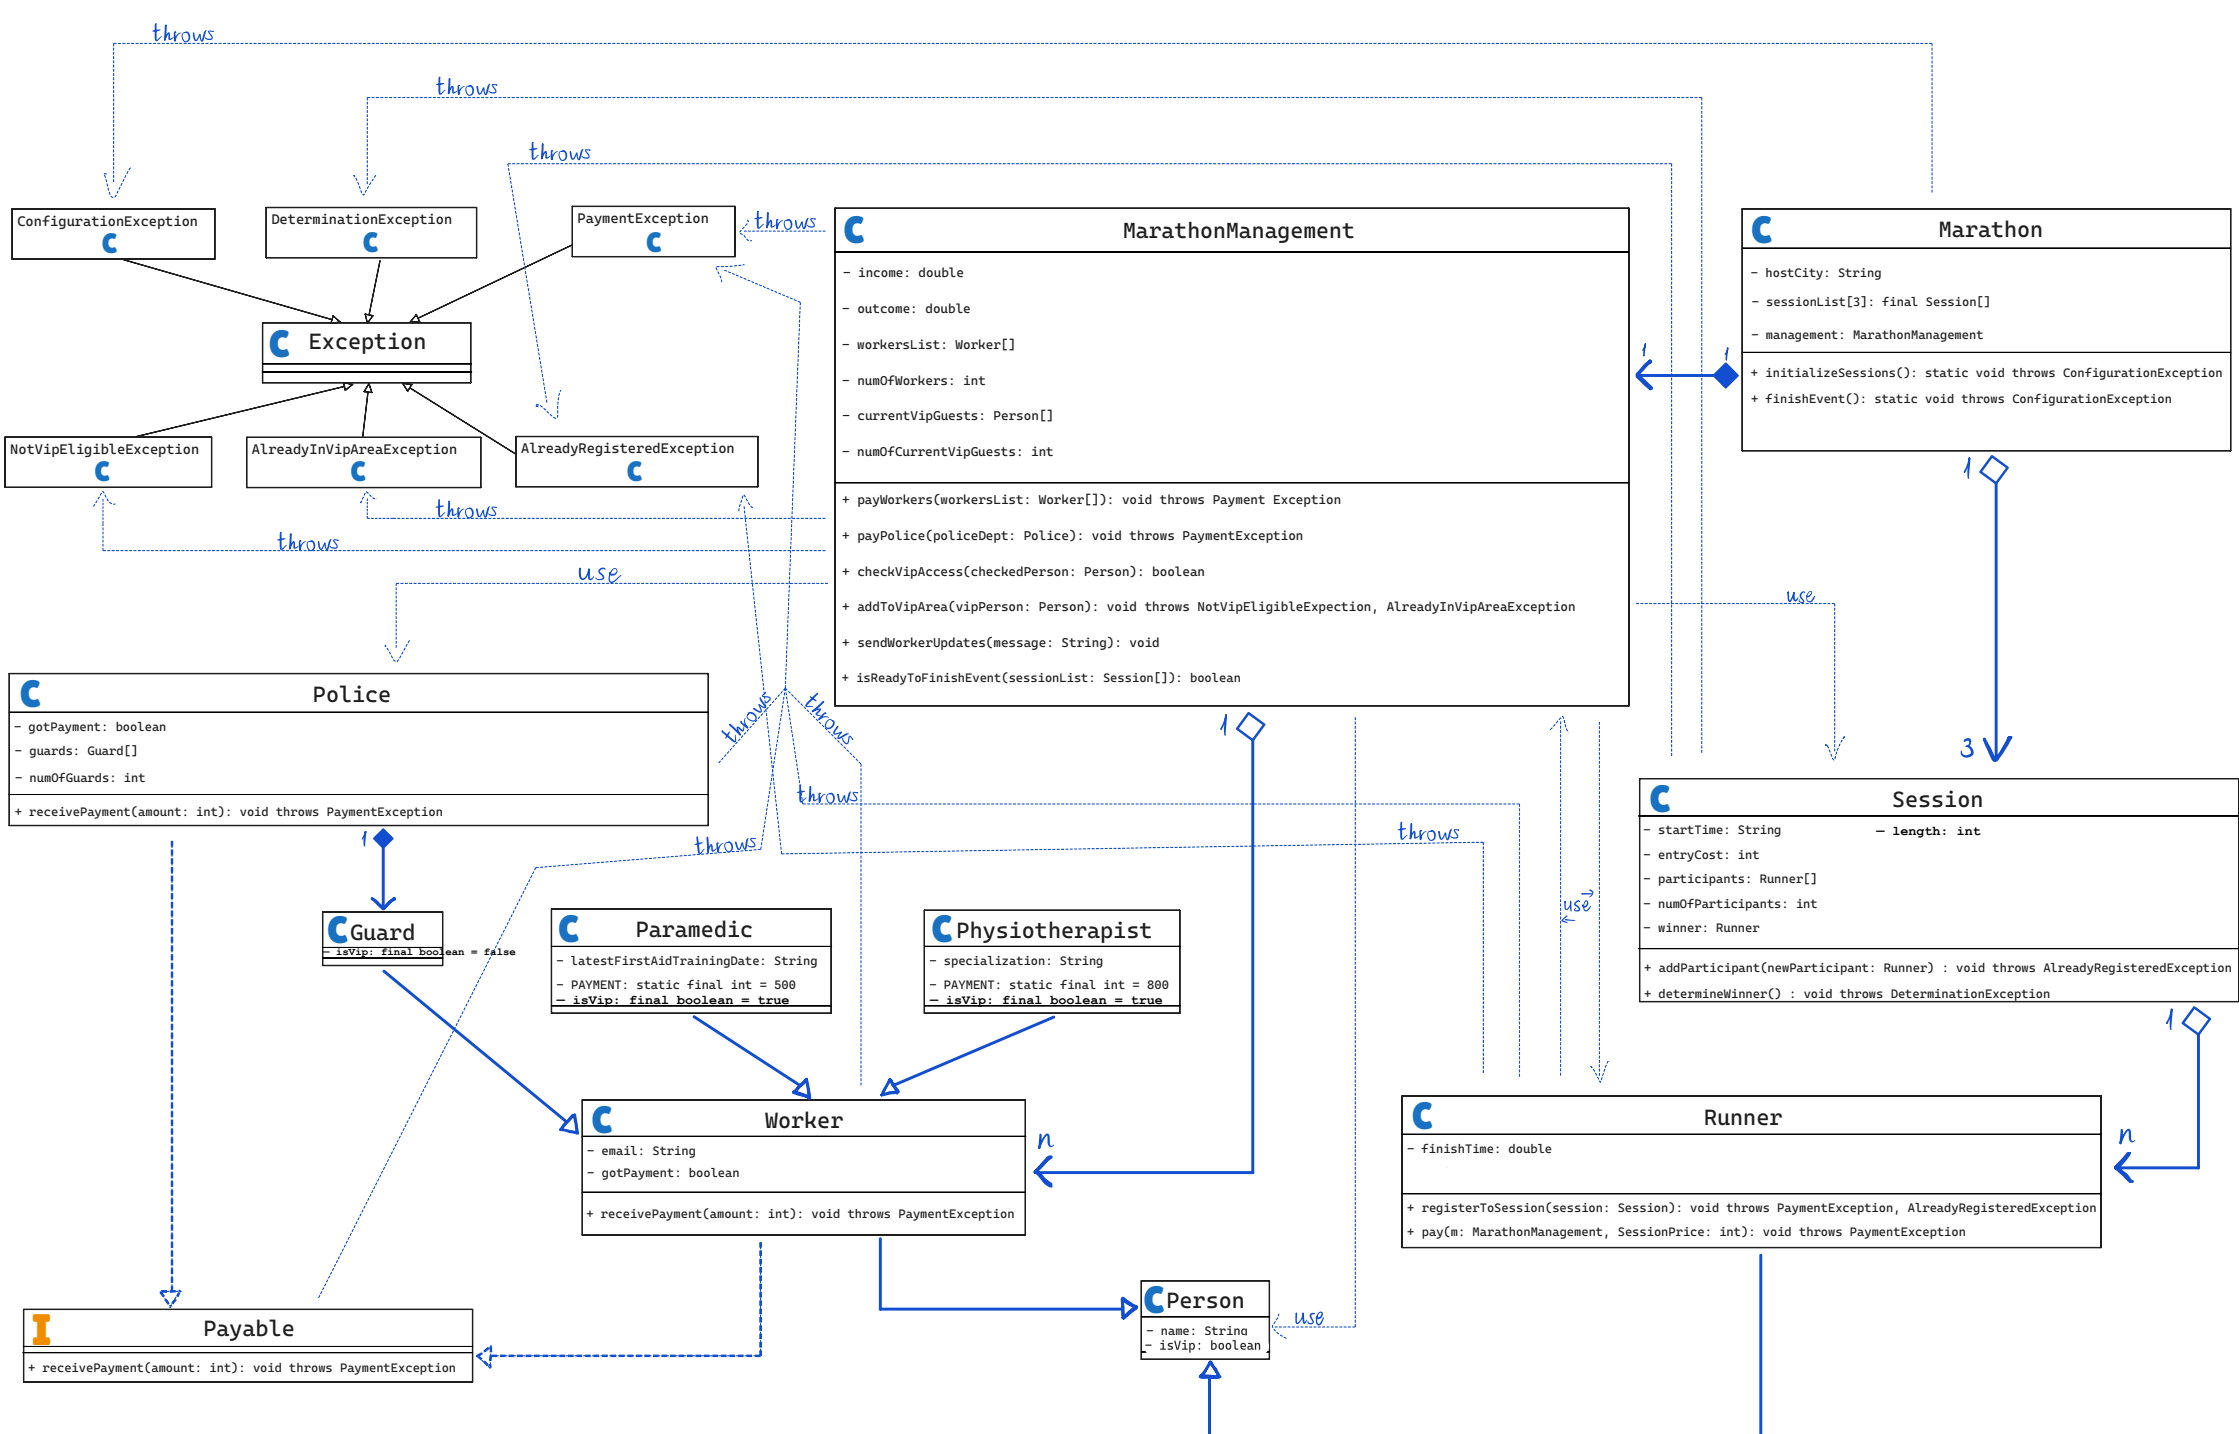 throws
throws
throws
ConfigurationException
C
DeterminationException
C
PaymentException
C
throws
C Exception
NotVipEligibleException
C
AlreadyInVipAreaException
C
AlreadyRegisteredException
C
throws
throws
use
C MarathonManagement
- income: double
- outcome: double
- workersList: Worker[]
- numOfWorkers: int
- currentVipGuests: Person[]
- numOfCurrentVipGuests: int
+ payWorkers(workersList: Worker[]): void throws Payment Exception
+ payPolice(policeDept: Police): void throws PaymentException
+ checkVipAccess(checkedPerson: Person): boolean
+ addToVipArea(vipPerson: Person): void throws NotVipEligibleExpection, AlreadyInVipAreaException
+ sendWorkerUpdates(message: String): void
+ isReadyToFinishEvent(sessionList: Session[]): boolean
1
1
C Marathon
- hostCity: String
- sessionList[3]: final Session[]
- management: MarathonManagement
+ initializeSessions(): static void throws ConfigurationException
+ finishEvent(): static void throws ConfigurationException
1
use
3
C Police
- gotPayment: boolean
- guards: Guard[]
- numOfGuards: int
+ receivePayment(amount: int): void throws PaymentException
1
throws
throws
1
throws
throws
throws
use
C Session
- startTime: String
- length: int
- entryCost: int
- participants: Runner[]
- numOfParticipants: int
- winner: Runner
+ addParticipant(newParticipant: Runner) : void throws AlreadyRegisteredException
+ determineWinner() : void throws DeterminationException
1
C Guard
- isVip: final boolean = false
C Paramedic
- latestFirstAidTrainingDate: String
- PAYMENT: static final int = 500
- isVip: final boolean = true
C Physiotherapist
- specialization: String
- PAYMENT: static final int = 800
- isVip: final boolean = true
C Worker
- email: String
- gotPayment: boolean
+ receivePayment(amount: int): void throws PaymentException
n
C Runner
- finishTime: double
+ registerToSession(session: Session): void throws PaymentException, AlreadyRegisteredException
+ pay(m: MarathonManagement, SessionPrice: int): void throws PaymentException
n
I Payable
+ receivePayment(amount: int): void throws PaymentException
C Person
- name: String
- isVip: boolean
use